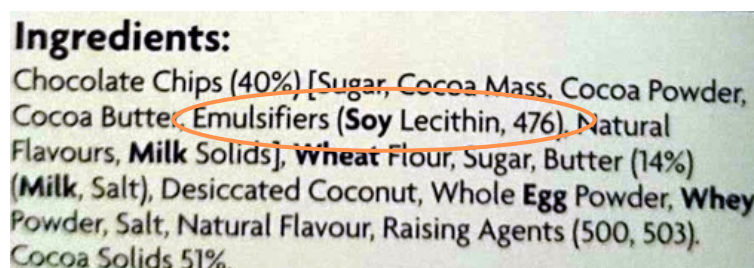 Ingredients:
Chocolate Chips (40%) [Sugar, Cocoa Mass, Cocoa Powder,
Cocoa Butter, Emulsifiers (Soy Lecithin, 476), Natural
Flavours, Milk Solids], Wheat Flour, Sugar, Butter (14%)
(Milk, Salt), Desiccated Coconut, Whole Egg Powder, Whey
Powder, Salt, Natural Flavour, Raising Agents (500, 503).
Cocoa Solids 51%